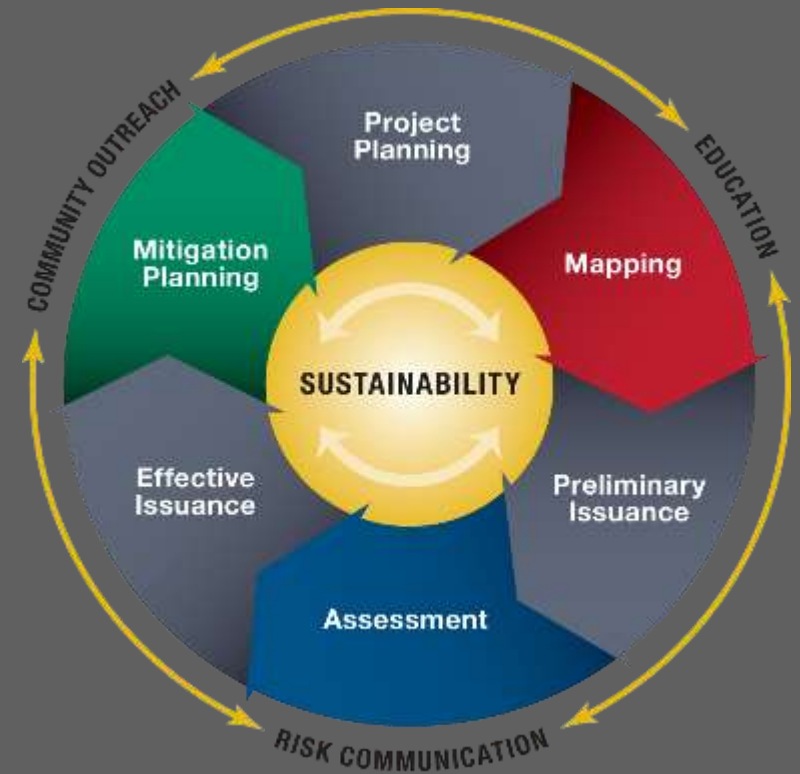 COMMUNITY OUTREACH
EDUCATION
Project
Planning
Mapping
Mitigation
Planning
SUSTAINABILITY
Effective
Issuance
Preliminary
Issuance
Assessment
RISK COMMUNICATION